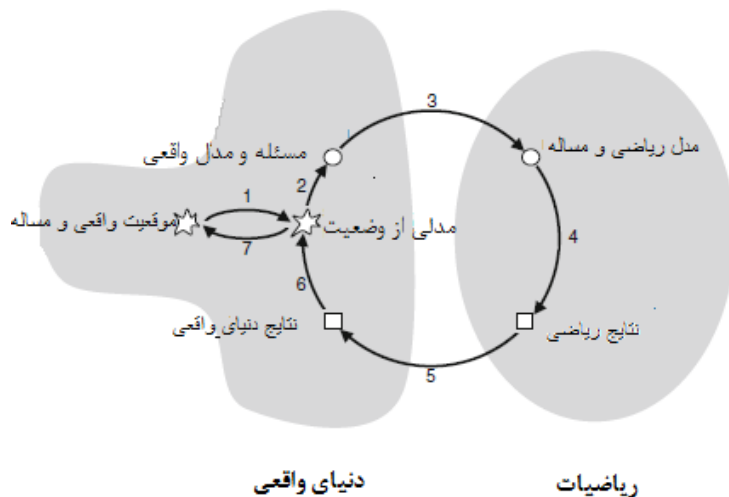 3
مسئله و مدل واقعی
مدل ریاضی و مساله
2
1
موقعیت واقعی و مساله
مدلی از وضعیت
4
7
6
نتایج دنیای واقعی
نتایج ریاضی
5
دنیای واقعی
ریاضیات